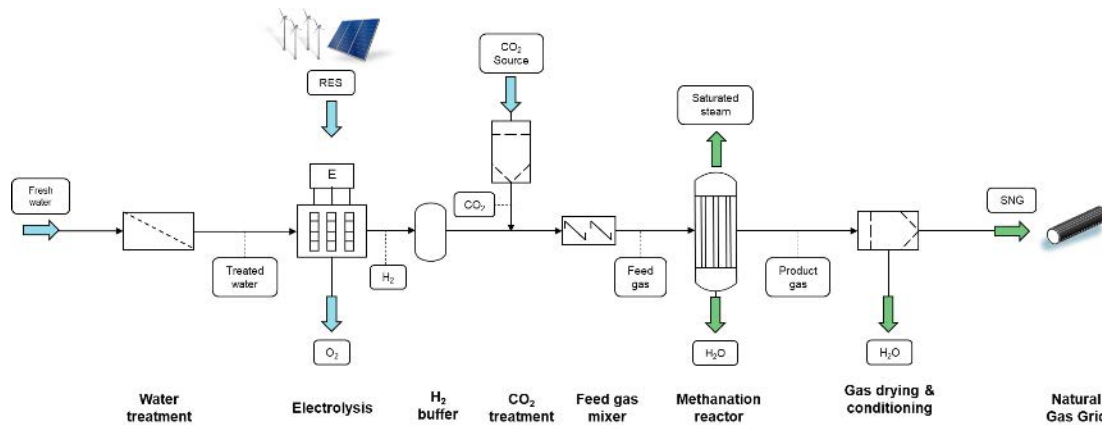 RES
CO₂
Source
Saturated
steam
E
Fresh
water
CO₂
SNG
Treated
water
H₂
Feed
gas
Product
gas
O₂
H₂O
H₂O
Water
treatment
Electrolysis
H₂
buffer
CO₂
treatment
Feed gas
mixer
Methanation
reactor
Gas drying &
conditioning
Natural
Gas Grid